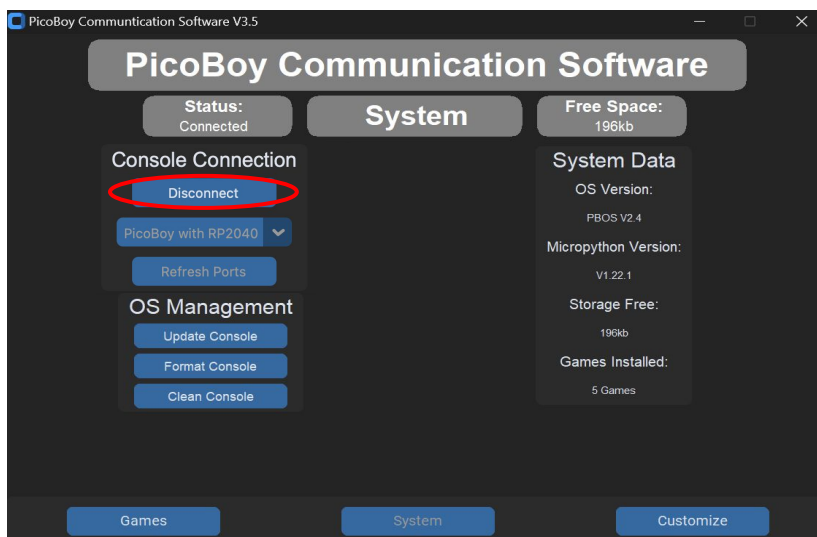 PicoBoy Communtication Software V3.5
PicoBoy Communication Software
Status:
Connected
System
Free Space:
196kb
Console Connection
Disconnect
PicoBoy with RP2040
Refresh Ports
OS Management
Update Console
Format Console
Clean Console
System Data
OS Version:
PBOS V2.4
Micropython Version:
V1.22.1
Storage Free:
196kb
Games Installed:
5 Games
Games
System
Customize